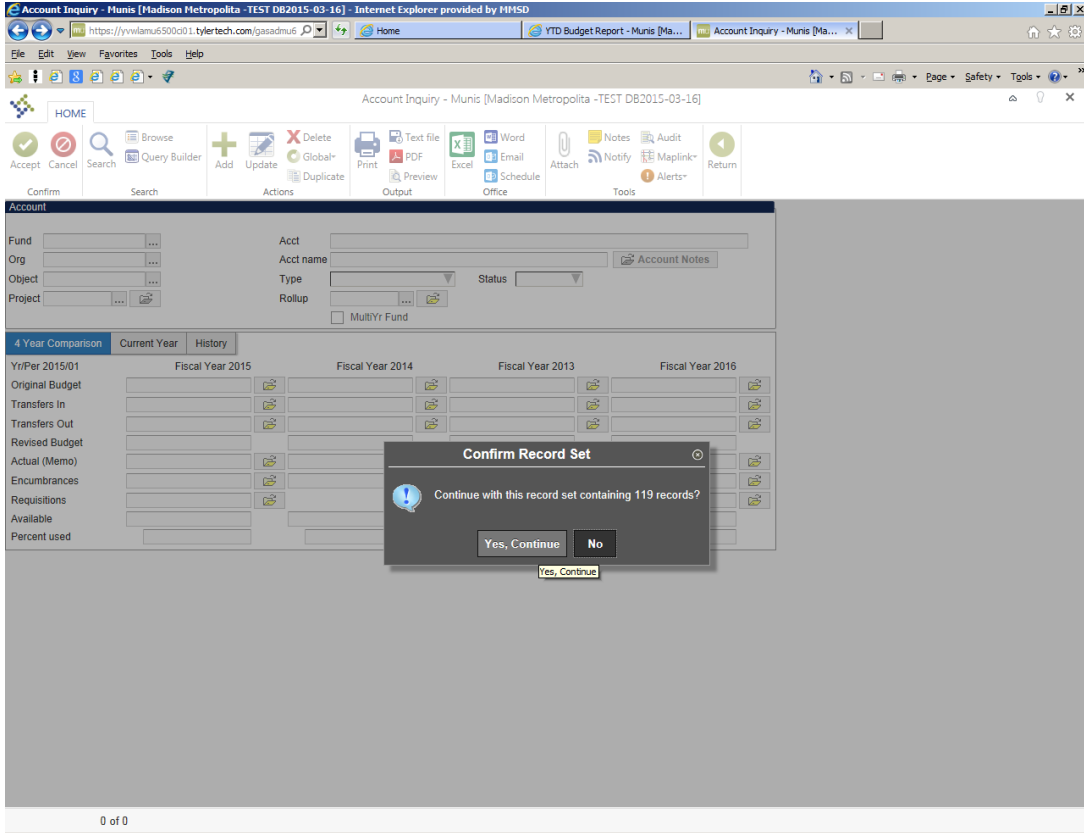 Account Inquiry - Munis [Madison Metropolita -TEST DB2015-03-16] - Internet Explorer provided by MMSD
https://yvwlamu6500ci01.tylertech.com/gasadmu6
Home
YTD Budget Report - Munis [Ma...
Account Inquiry - Munis [Ma...
File Edit View Favorites Tools Help
Page Safety Tools
Account Inquiry - Munis [Madison Metropolita -TEST DB2015-03-16]
HOME
Browse Delete Text file Word Notes Audit
Accept Cancel Search Query Builder Add Update Global Print PDF Excel Email Attach Notify Maplink Return
Duplicate Preview Schedule Alerts
Confirm Search Actions Output Office Tools
Account
Fund ... Acct
Org ... Acct name Account Notes
Object ... Type Status
Project ... Rollup ...
MultiYr Fund
4 Year Comparison Current Year History
Yr/Per 2015/01 Fiscal Year 2015 Fiscal Year 2014 Fiscal Year 2013 Fiscal Year 2016
Original Budget
Transfers In
Transfers Out
Revised Budget
Actual (Memo)
Encumbrances
Requisitions
Available
Percent used
Confirm Record Set
Continue with this record set containing 119 records?
Yes, Continue No
Yes, Continue
0 of 0